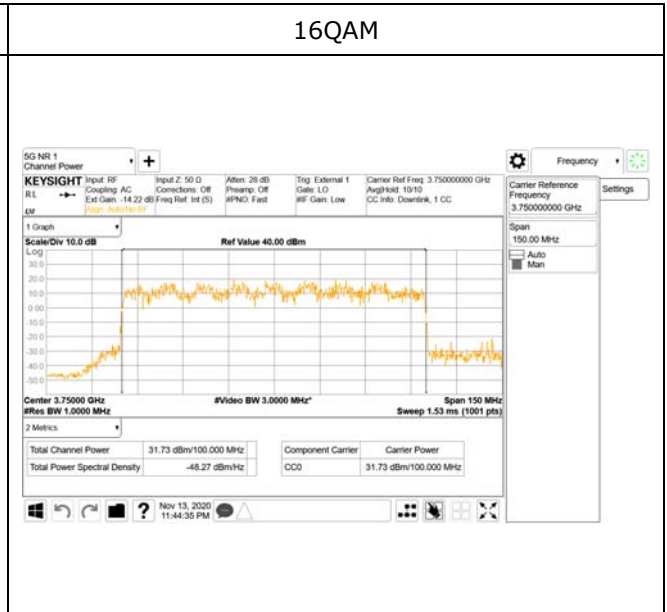 16QAM
5G NR 1
Channel Power
+
Frequency
KEYSIGHT
RL
Input: RF
Coupling: AC
Ext Gain: -14.22 dB
Align: Auto/No RF
Input Z: 50 Ω
Corrections: Off
Freq Ref: Int (S)
Atten: 28 dB
Preamp: Off
#PNO: Fast
Trig: External 1
Gate: LO
#IF Gain: Low
Carrier Ref Freq: 3.750000000 GHz
Avg|Hold: 10/10
CC Info: Downlink, 1 CC
Carrier Reference
Frequency
3.750000000 GHz
Settings
Span
150.00 MHz
Auto
Man
1 Graph
Scale/Div 10.0 dB
Ref Value 40.00 dBm
Log
30.0
20.0
10.0
0.00
-10.0
-20.0
-30.0
-40.0
-50.0
Center 3.75000 GHz
#Video BW 3.0000 MHz*
Span 150 MHz
#Res BW 1.0000 MHz
Sweep 1.53 ms (1001 pts)
2 Metrics
Total Channel Power 31.73 dBm/100.000 MHz
Total Power Spectral Density -48.27 dBm/Hz
Component Carrier Carrier Power
CC0 31.73 dBm/100.000 MHz
?
Nov 13, 2020
11:44:35 PM